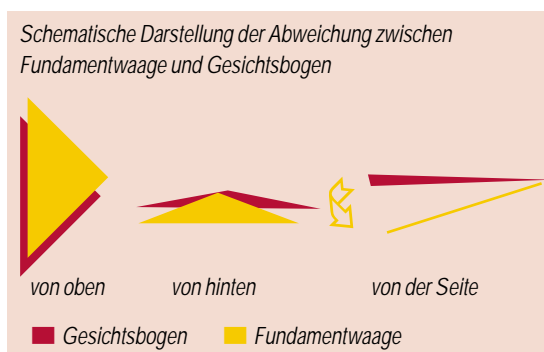 Schematische Darstellung der Abweichung zwischen
Fundamentwaage und Gesichtsbogen
von oben
von hinten
von der Seite
Gesichtsbogen
Fundamentwaage